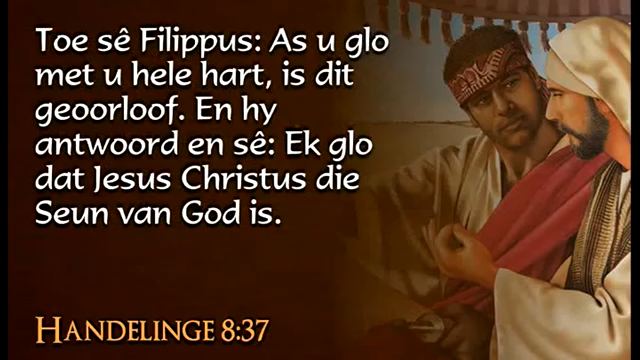 Toe sê Filippus: As u glo
met u hele hart, is dit
geoorloof. En hy
antwoord en sê: Ek glo
dat Jesus Christus die
Seun van God is.
HANDELINGE 8:37